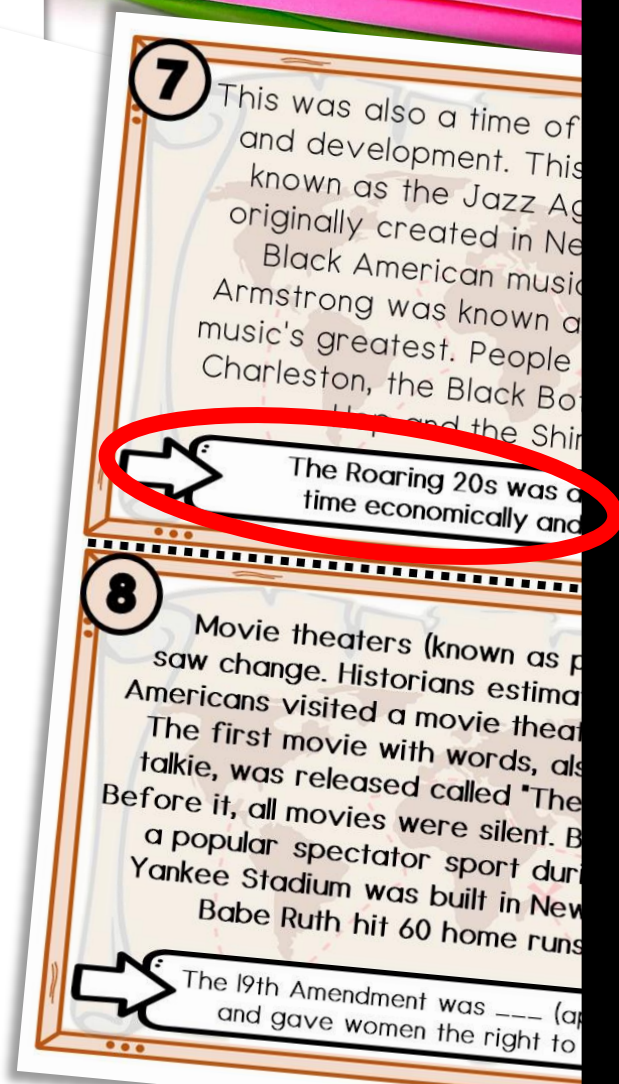 7
This was also a time of
and development. This
known as the Jazz Ag
originally created in Ne
Black American music
Armstrong was known a
music's greatest. People
Charleston, the Black Bo
Hop and the Shi
The Roaring 20s was a
time economically and
8
Movie theaters (known as p
saw change. Historians estima
Americans visited a movie theat
The first movie with words, als
talkie, was released called "The
Before it, all movies were silent. B
a popular spectator sport duri
Yankee Stadium was built in New
Babe Ruth hit 60 home runs
The 19th Amendment was ___ (ap
and gave women the right to